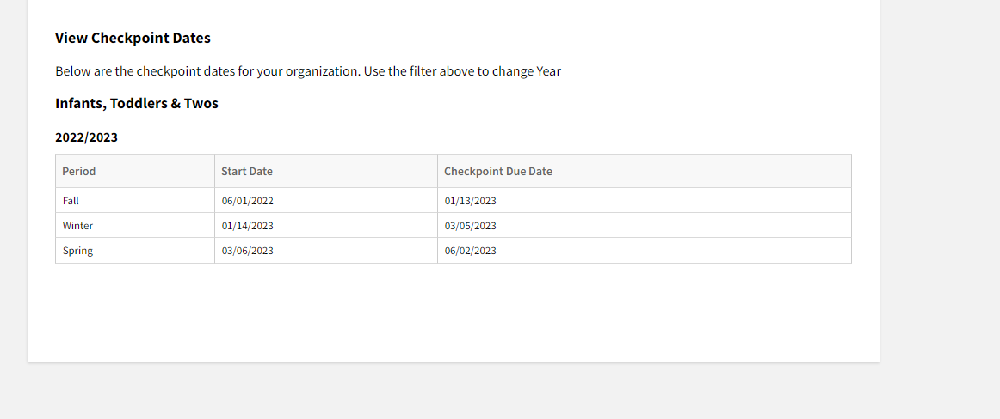 View Checkpoint Dates
Below are the checkpoint dates for your organization. Use the filter above to change Year
Infants, Toddlers & Twos
2022/2023
Period Start Date Checkpoint Due Date
Fall 06/01/2022 01/13/2023
Winter 01/14/2023 03/05/2023
Spring 03/06/2023 06/02/2023